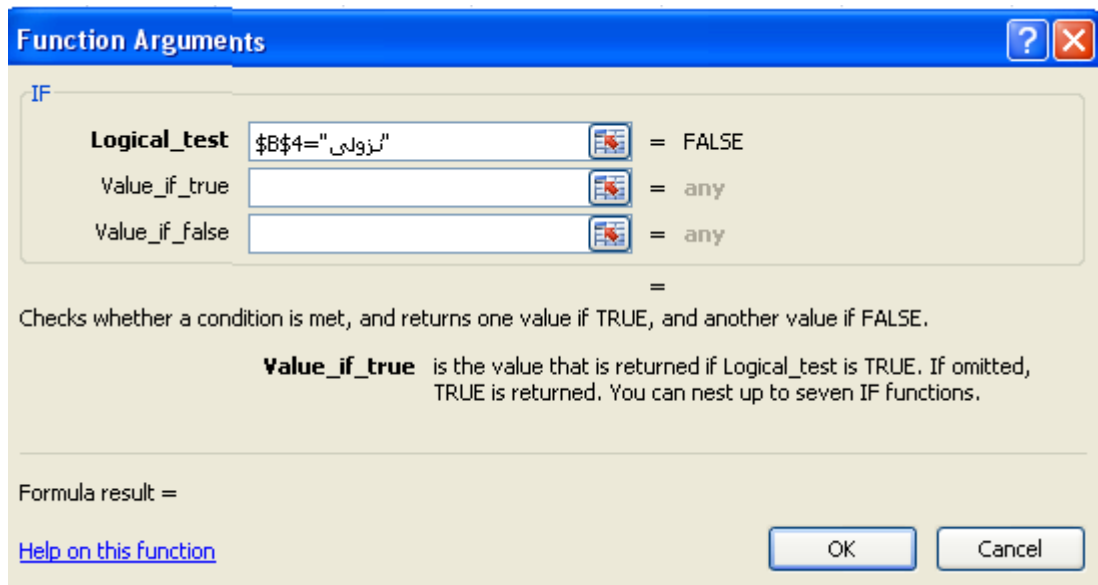 Function Arguments
IF
Logical_test $B$4="نزولی" = FALSE
Value_if_true = any
Value_if_false = any
=
Checks whether a condition is met, and returns one value if TRUE, and another value if FALSE.
Value_if_true is the value that is returned if Logical_test is TRUE. If omitted,
TRUE is returned. You can nest up to seven IF functions.
Formula result =
Help on this function OK Cancel